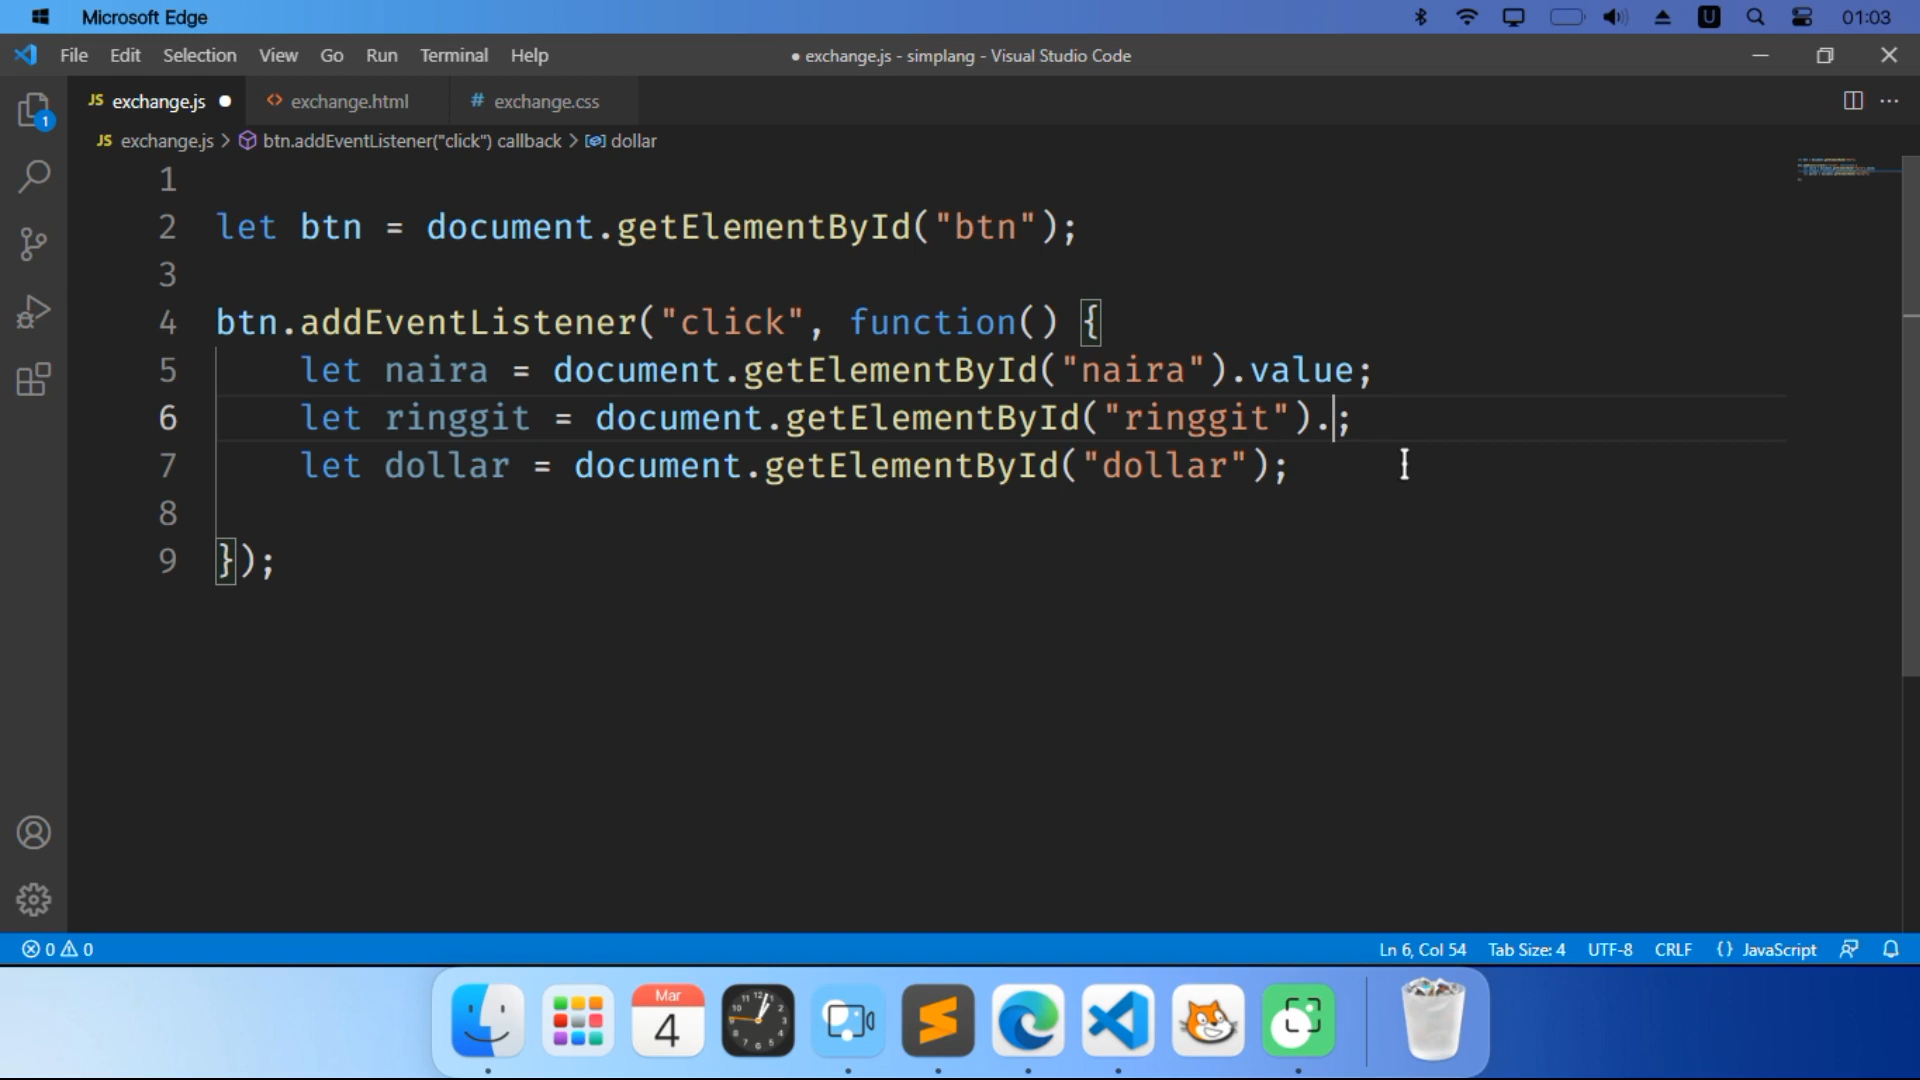 Microsoft Edge
U
01:03
File Edit Selection View Go Run Terminal Help
● exchange.js - simplang - Visual Studio Code
1
JS exchange.js ●
<> exchange.html
# exchange.css
JS exchange.js > btn.addEventListener("click") callback > dollar
1
2 let btn = document.getElementById("btn");
3
4 btn.addEventListener("click", function() {
5 let naira = document.getElementById("naira").value;
6 let ringgit = document.getElementById("ringgit").;
7 let dollar = document.getElementById("dollar");
8
9 });
0 0
Ln 6, Col 54 Tab Size: 4 UTF-8 CRLF {} JavaScript
Mar
4